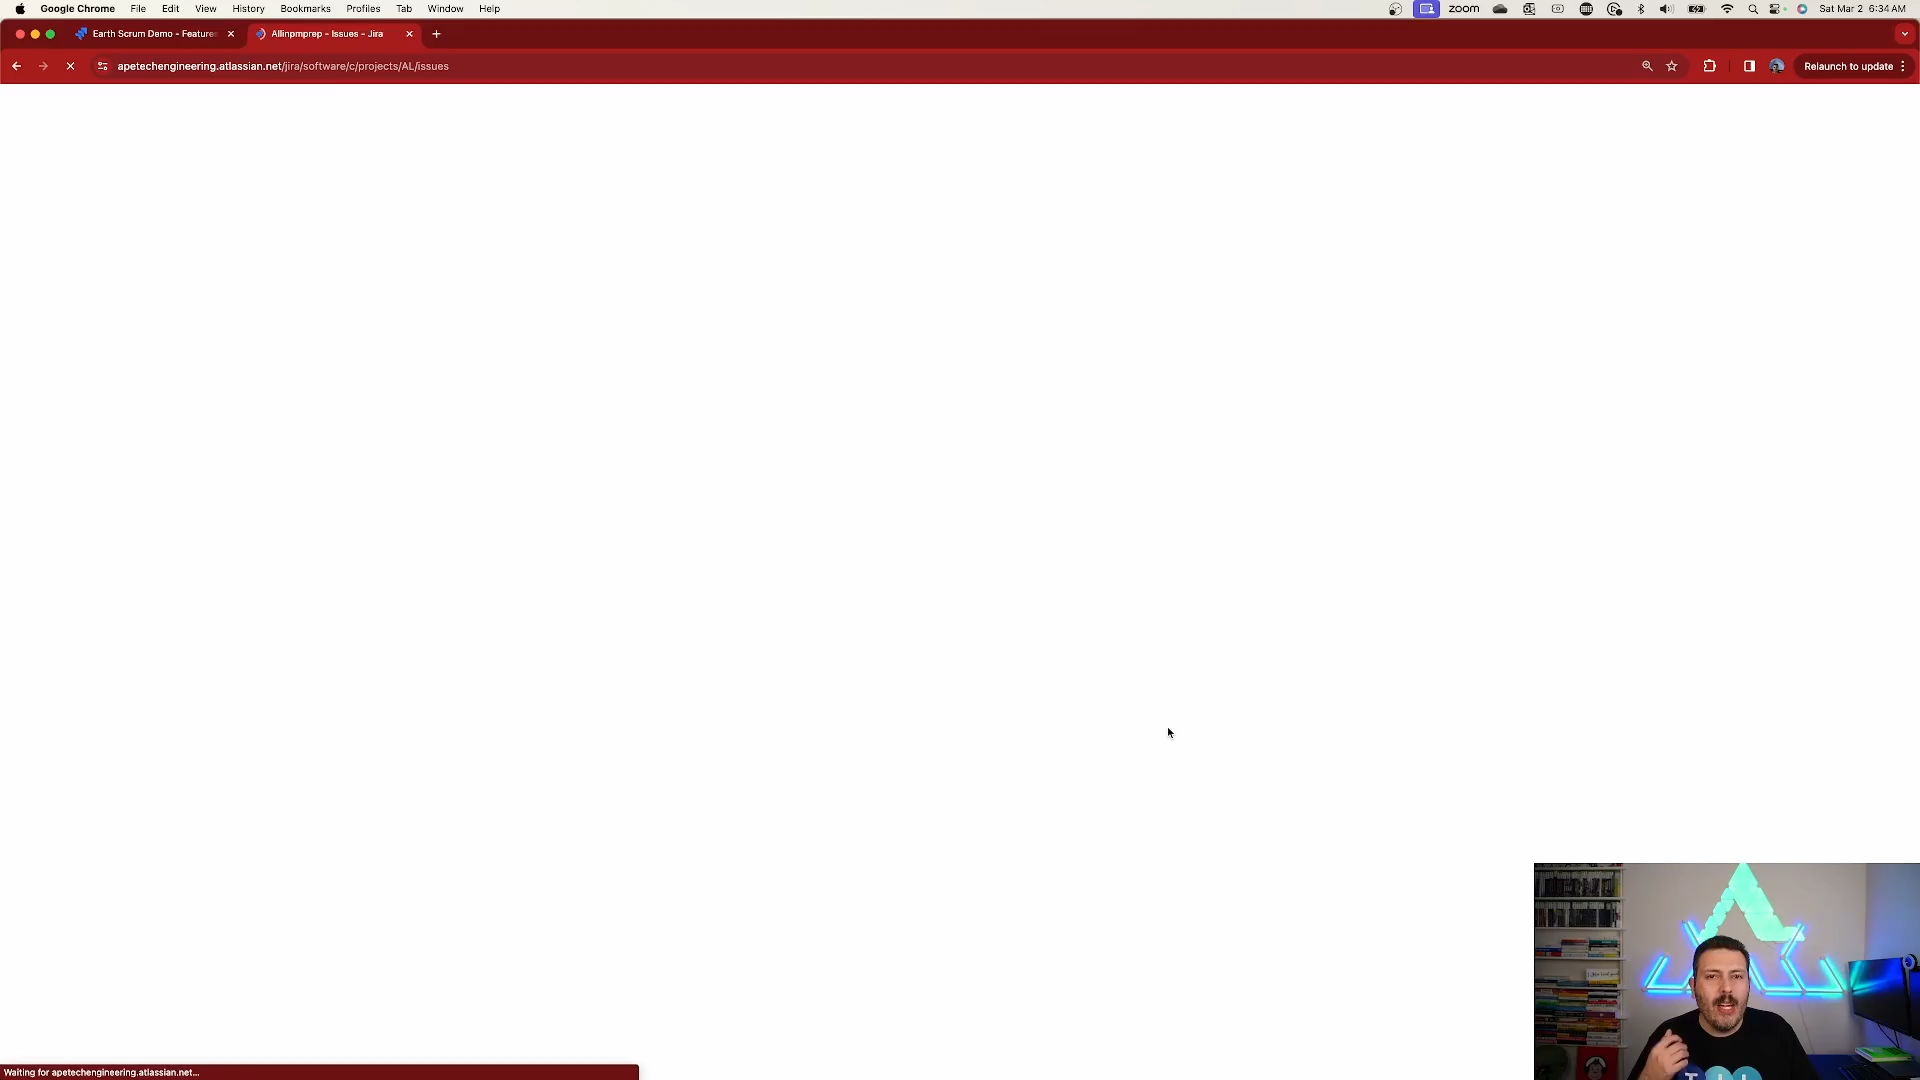 Google Chrome File Edit View History Bookmarks Profiles Tab Window Help zoom Sat Mar 2 6:34 AM
Earth Scrum Demo - Feature Allinpmprep - Issues - Jira
apetechengineering.atlassian.net/jira/software/c/projects/AL/issues Relaunch to update
Waiting for apetechengineering.atlassian.net...